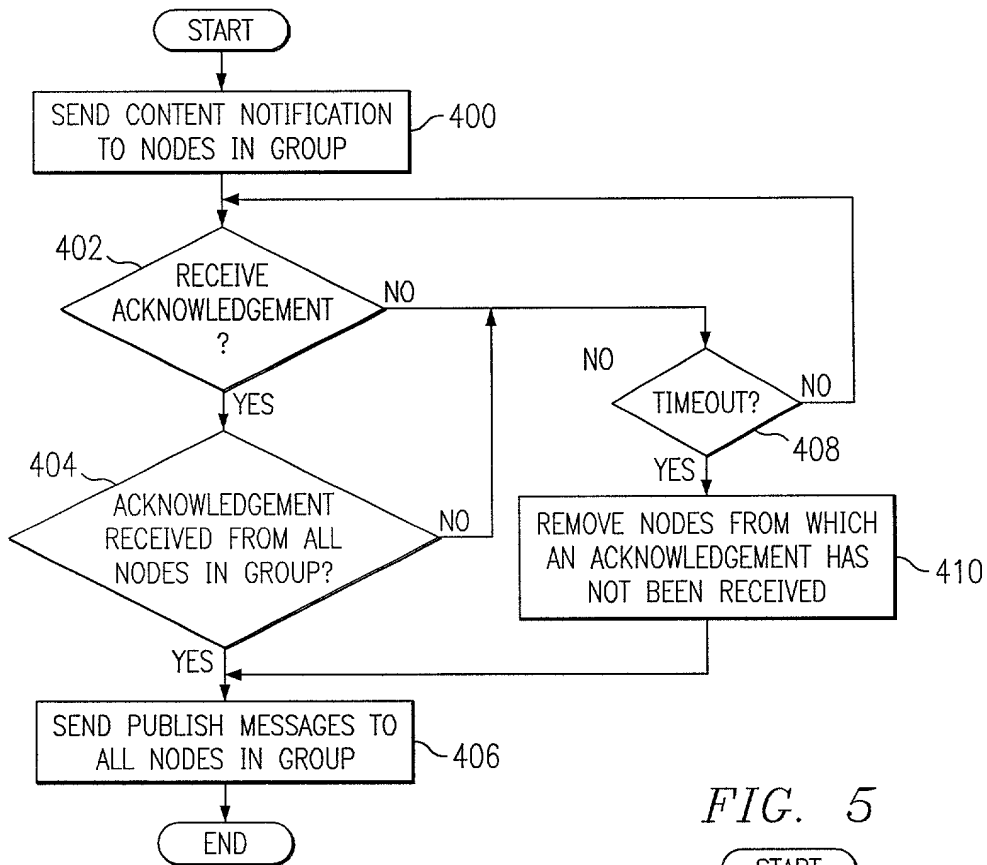 START
SEND CONTENT NOTIFICATION
TO NODES IN GROUP
400
402
RECEIVE
ACKNOWLEDGEMENT
?
NO
YES
NO
TIMEOUT?
NO
408
YES
404
ACKNOWLEDGEMENT
RECEIVED FROM ALL
NODES IN GROUP?
NO
YES
REMOVE NODES FROM WHICH
AN ACKNOWLEDGEMENT HAS
NOT BEEN RECEIVED
410
SEND PUBLISH MESSAGES TO
ALL NODES IN GROUP
406
END
FIG. 5
START